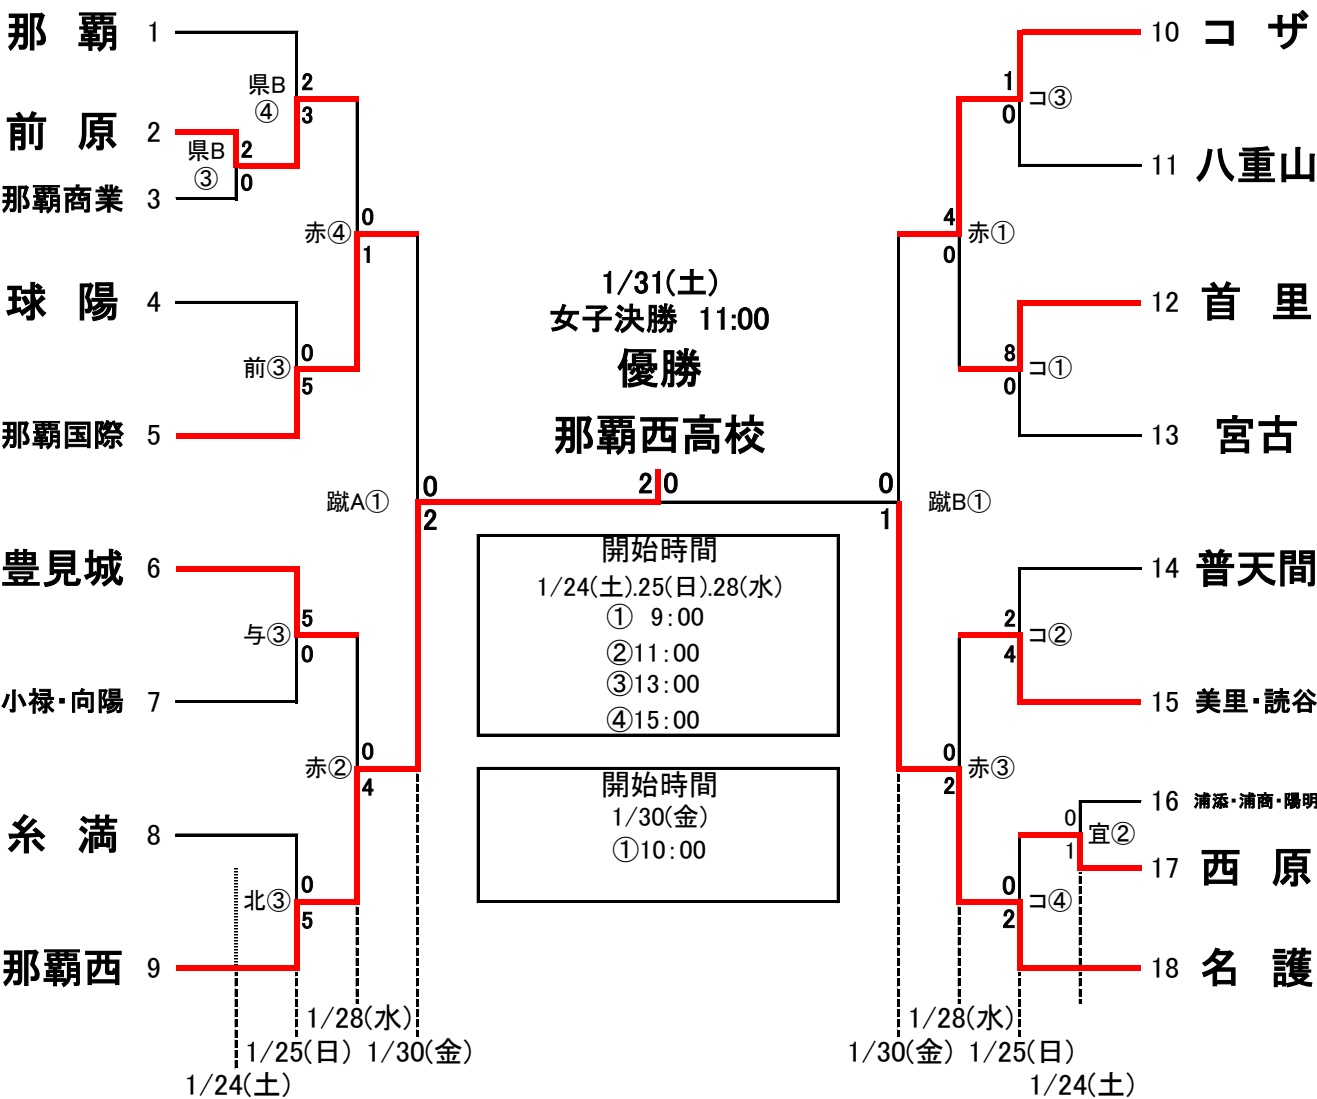 那　覇 1
県B
④
2
3
前　原 2
県B
③
2
0
那覇商業 3
赤④
0
1
球　陽 4
前③
0
5
那覇国際 5
蹴A①
0
2
豊見城 6
与③
5
0
小禄・向陽 7
赤②
0
4
糸　満 8
北③
0
5
那覇西 9
1/31(土)
女子決勝　11:00
優勝
那覇西高校
2 0
開始時間
1/24(土).25(日).28(水)
①　9:00
②11:00
③13:00
④15:00
開始時間
1/30(金)
①10:00
10 コ　ザ
1
0
コ③
11 八重山
4
0
赤①
12 首　里
8
0
コ①
13 宮古
0
1
蹴B①
14 普天間
2
4
コ②
15 美里・読谷
0
2
赤③
16 浦添・浦商・陽明
0
1
宜②
17 西　原
0
2
コ④
18 名　護
1/28(水)
1/25(日) 1/30(金)
1/24(土)
1/28(水)
1/30(金) 1/25(日)
1/24(土)